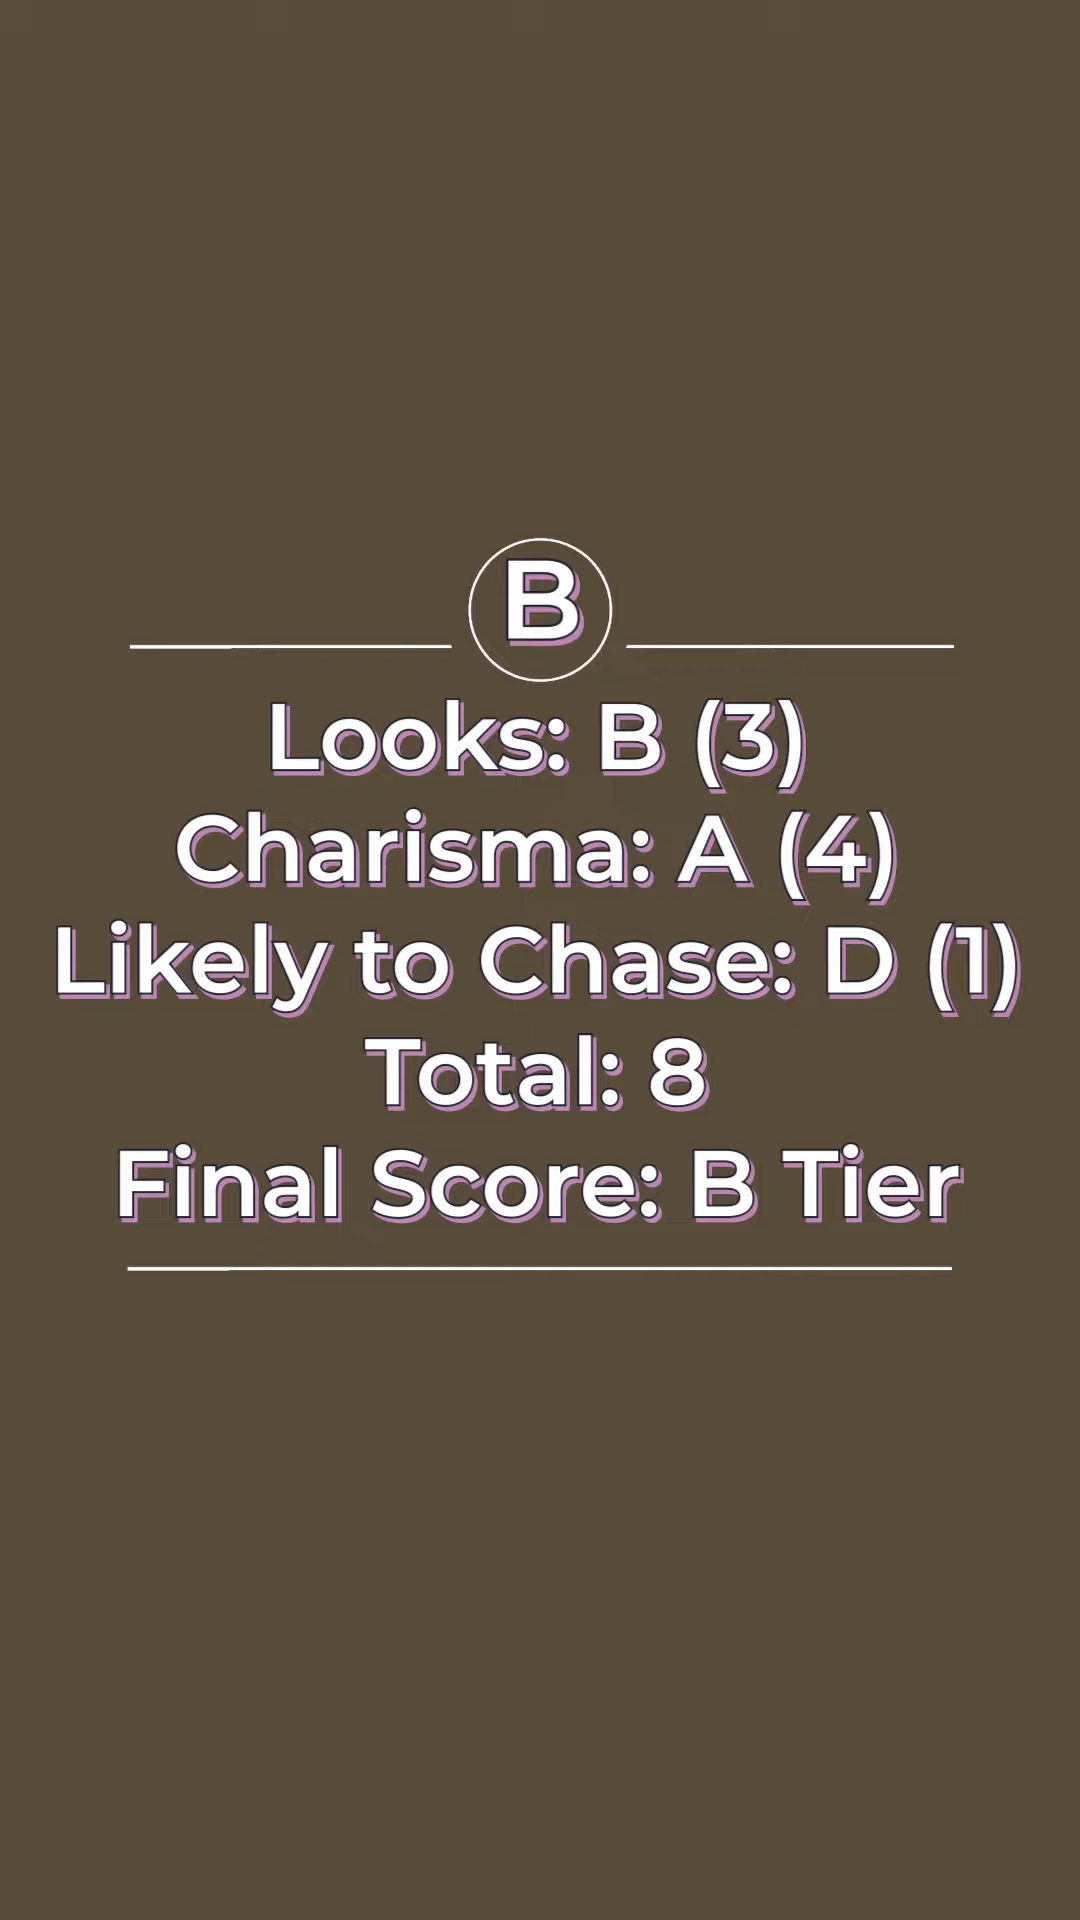 B
Looks: B (3)
Charisma: A (4)
Likely to Chase: D (1)
Total: 8
Final Score: B Tier